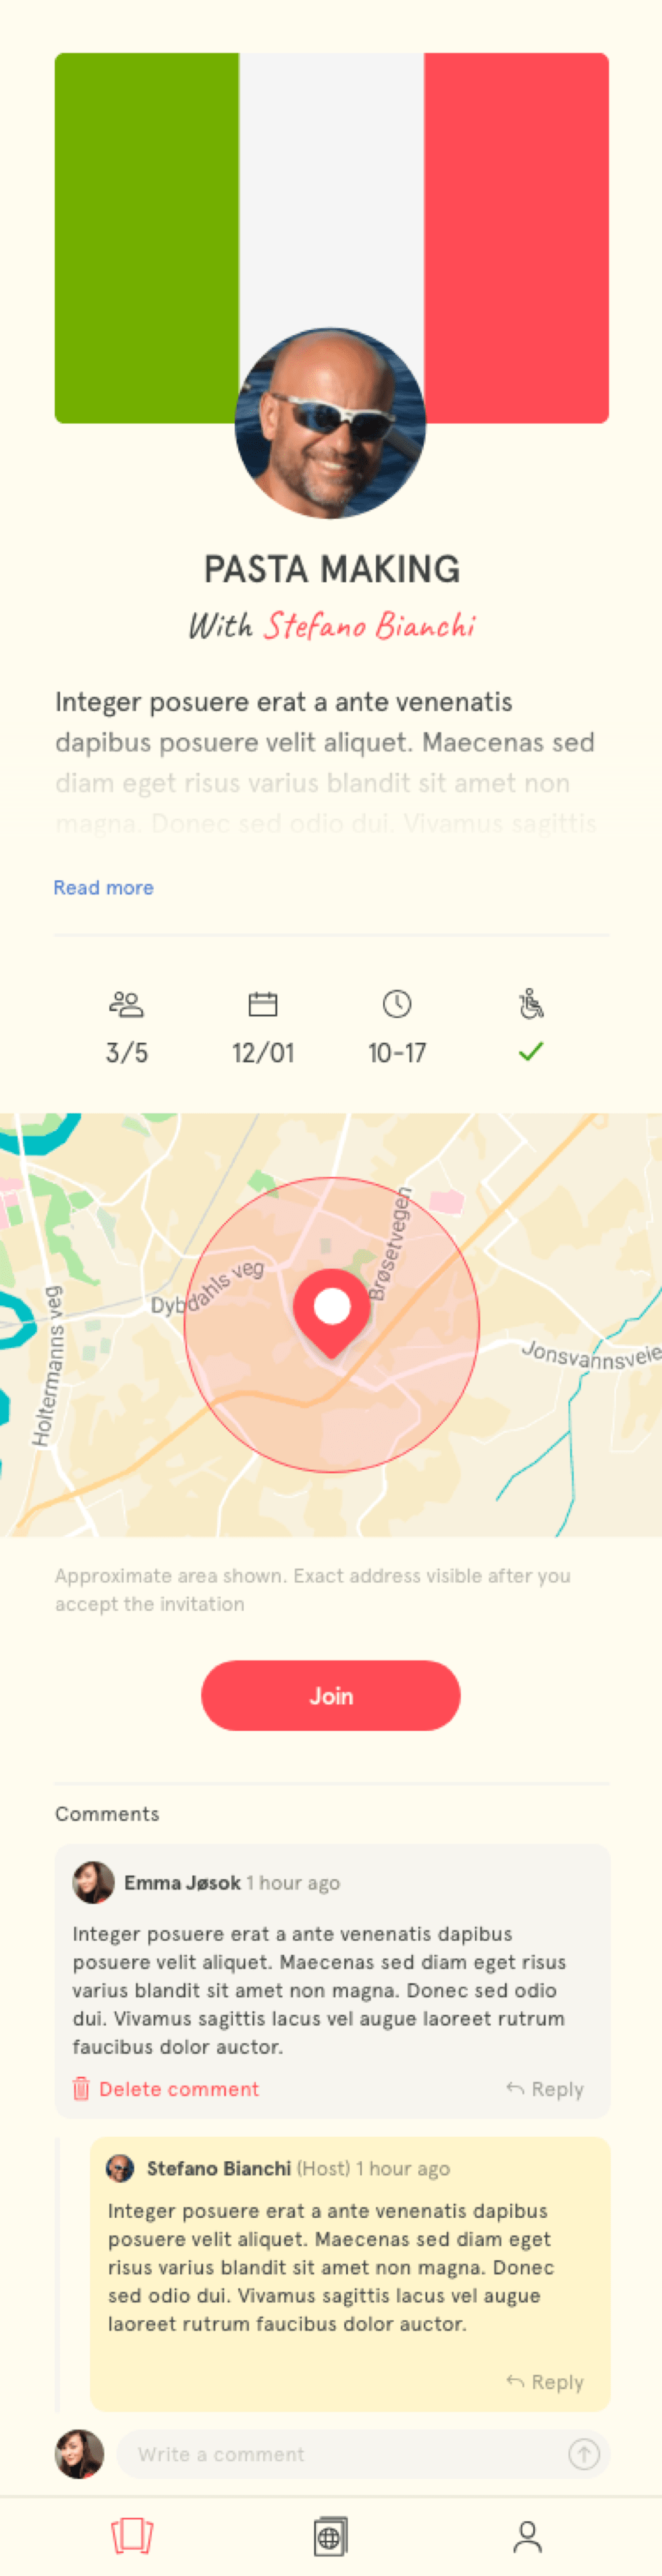 PASTA MAKING
With Stefano Bianchi
Integer posuere erat a ante venenatis
dapibus posuere velit aliquet. Maecenas sed
diam eget risus varius blandit sit amet non
magna. Donec sed odio dui. Vivamus sagittis
Read more
3/5 12/01 10-17
Brøsetvegen
Dybdahls veg
Holtermanns veg
Jonsvannsveie
Approximate area shown. Exact address visible after you
accept the invitation
Join
Comments
Emma Jøsok 1 hour ago
Integer posuere erat a ante venenatis dapibus
posuere velit aliquet. Maecenas sed diam eget risus
varius blandit sit amet non magna. Donec sed odio
dui. Vivamus sagittis lacus vel augue laoreet rutrum
faucibus dolor auctor.
Delete comment Reply
Stefano Bianchi (Host) 1 hour ago
Integer posuere erat a ante venenatis dapibus
posuere velit aliquet. Maecenas sed diam eget
risus varius blandit sit amet non magna. Donec
sed odio dui. Vivamus sagittis lacus vel augue
laoreet rutrum faucibus dolor auctor.
Reply
Write a comment